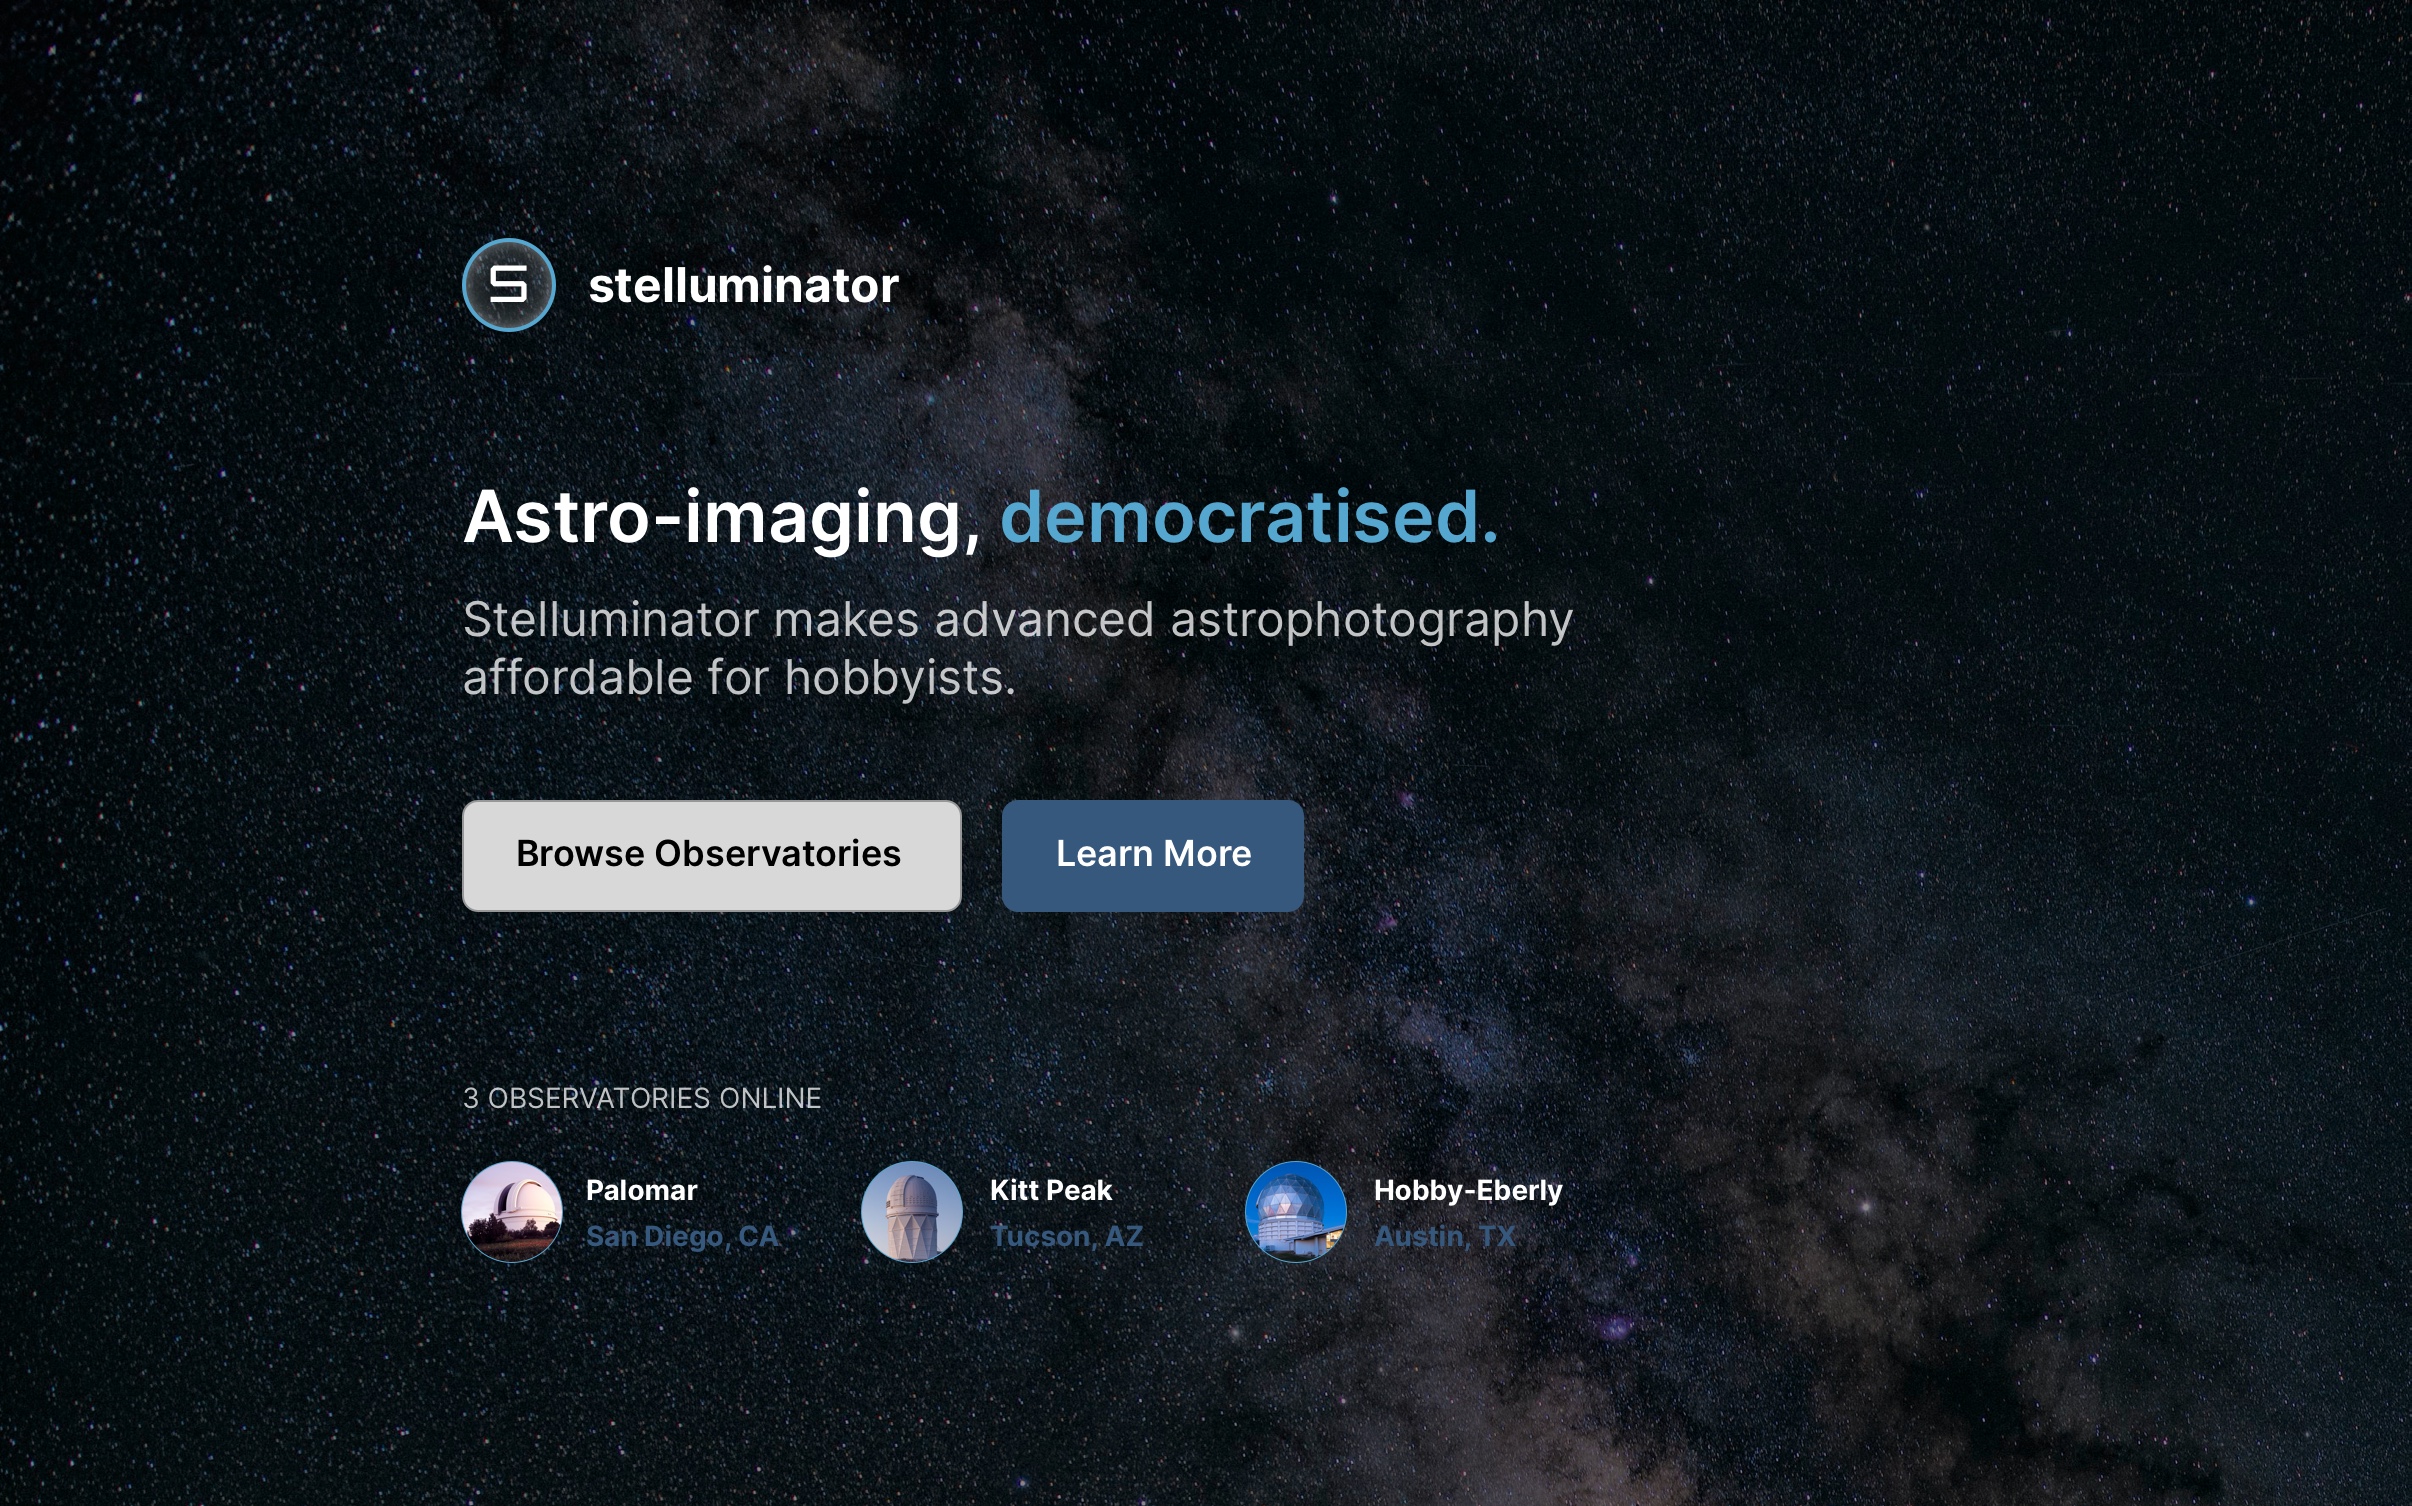 S
stelluminator
Astro-imaging, democratised.
Stelluminator makes advanced astrophotography
affordable for hobbyists.
Browse Observatories
Learn More
3 OBSERVATORIES ONLINE
Palomar
San Diego, CA
Kitt Peak
Tucson, AZ
Hobby-Eberly
Austin, TX